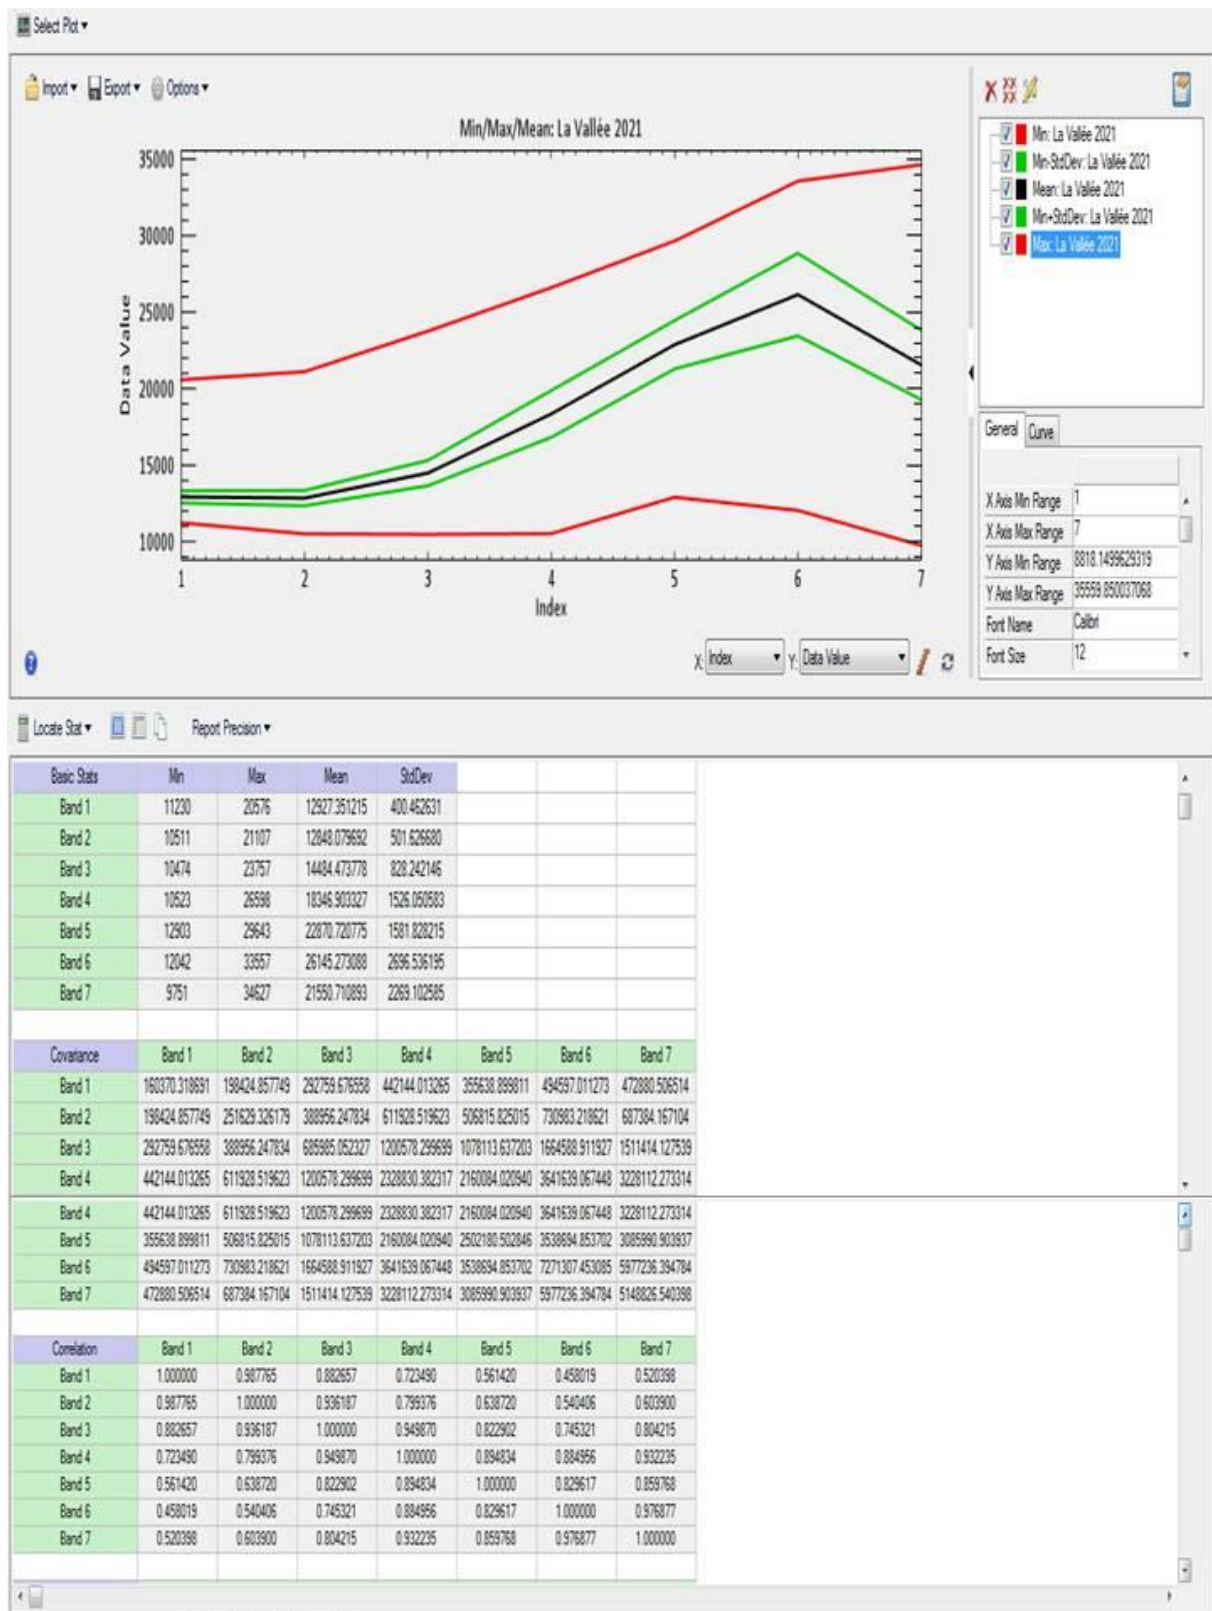 Select Plot
Import Export Options
Min/Max/Mean: La Vallée 2021
35000
30000
25000
20000
15000
10000
Data Value
1 2 3 4 5 6 7
Index
X: Index Y: Data Value
Min: La Vallée 2021
Min-StdDev: La Vallée 2021
Mean: La Vallée 2021
Min+StdDev: La Vallée 2021
Max: La Vallée 2021
General Curve
X Axis Min Range 1
X Axis Max Range 7
Y Axis Min Range 8818.1499629319
Y Axis Max Range 35559.850037068
Font Name Calibri
Font Size 12
Locate Stat Report Precision
Basic Stats Min Max Mean StdDev
Band 1 11230 20576 12927.351215 400.462631
Band 2 10511 21107 12848.079692 501.626680
Band 3 10474 23757 14484.473778 828.242146
Band 4 10523 26598 18346.903327 1526.050583
Band 5 12903 29643 22870.720775 1581.828215
Band 6 12042 33557 26145.273088 2696.536195
Band 7 9751 34627 21550.710893 2269.102585
Covariance Band 1 Band 2 Band 3 Band 4 Band 5 Band 6 Band 7
Band 1 160370.318691 198424.857749 292759.676558 442144.013265 355638.899811 494597.011273 472880.506514
Band 2 198424.857749 251629.326179 388956.247834 611928.519623 506815.825015 730983.218621 687384.167104
Band 3 292759.676558 388956.247834 685985.052327 1200578.299699 1078113.637203 1664588.911927 1511414.127539
Band 4 442144.013265 611928.519623 1200578.299699 2328830.382317 2160084.020940 3641639.067448 3228112.273314
Band 4 442144.013265 611928.519623 1200578.299699 2328830.382317 2160084.020940 3641639.067448 3228112.273314
Band 5 355638.899811 506815.825015 1078113.637203 2160084.020940 2502180.502846 3538694.853702 3085990.903937
Band 6 494597.011273 730983.218621 1664588.911927 3641639.067448 3538694.853702 7271307.453085 5977236.394784
Band 7 472880.506514 687384.167104 1511414.127539 3228112.273314 3085990.903937 5977236.394784 5148826.540398
Correlation Band 1 Band 2 Band 3 Band 4 Band 5 Band 6 Band 7
Band 1 1.000000 0.987765 0.882657 0.723490 0.561420 0.458019 0.520398
Band 2 0.987765 1.000000 0.936187 0.799376 0.638720 0.540406 0.603900
Band 3 0.882657 0.936187 1.000000 0.949870 0.822902 0.745321 0.804215
Band 4 0.723490 0.799376 0.949870 1.000000 0.894834 0.884956 0.932235
Band 5 0.561420 0.638720 0.822902 0.894834 1.000000 0.829617 0.859768
Band 6 0.458019 0.540406 0.745321 0.884956 0.829617 1.000000 0.976877
Band 7 0.520398 0.603900 0.804215 0.932235 0.859768 0.976877 1.000000